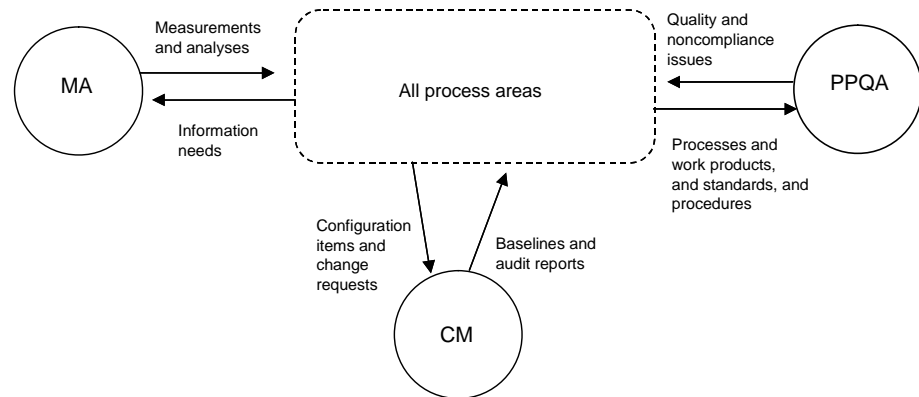 Measurements
and analyses
MA
Information
needs
All process areas
Quality and
noncompliance
issues
PPQA
Processes and
work products,
and standards, and
procedures
Configuration
items and
change
requests
Baselines and
audit reports
CM